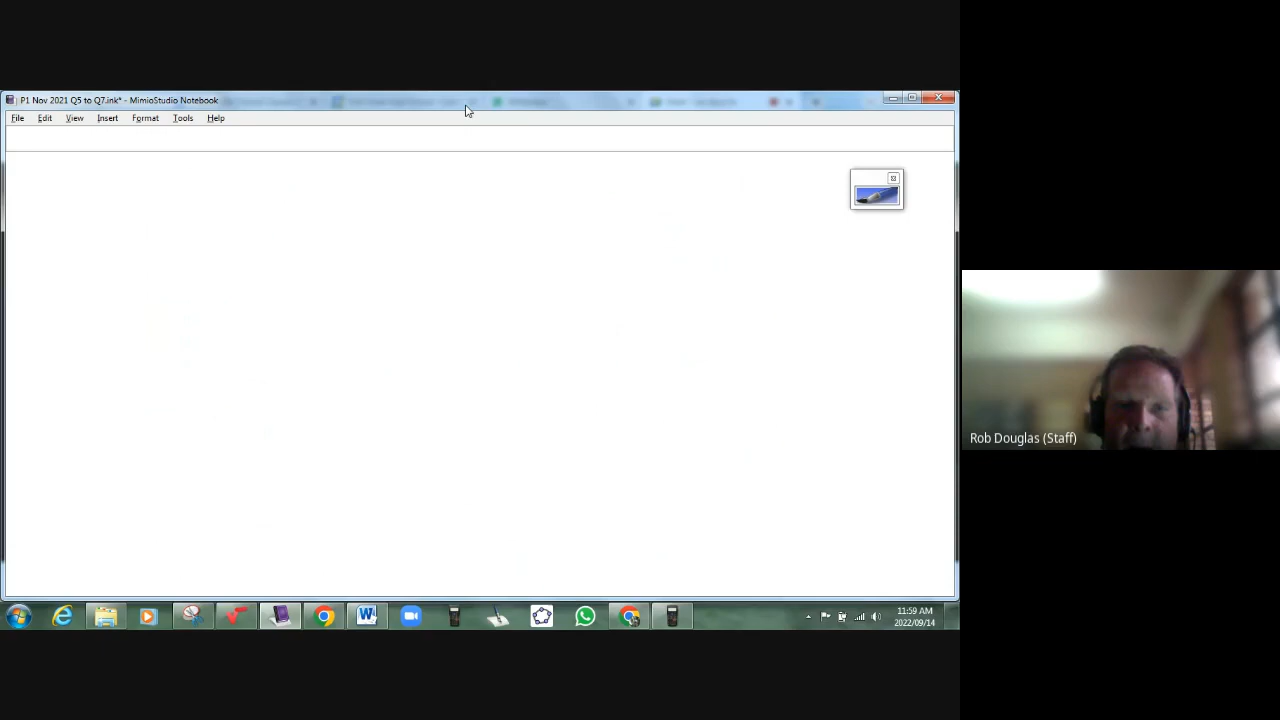 P1 Nov 2021 Q5 to Q7.ink* - MimioStudio Notebook
File Edit View Insert Format Tools Help
Rob Douglas (Staff)
11:59 AM
2022/09/14